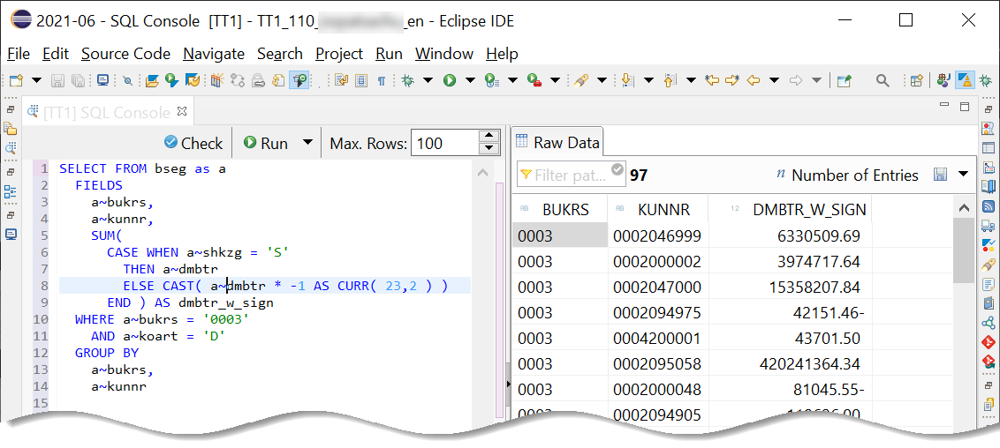 2021-06 - SQL Console [TT1] - TT1_110_ _en - Eclipse IDE
File Edit Source Code Navigate Search Project Run Window Help
[TT1] SQL Console
Check Run Max. Rows: 100
1 SELECT FROM bseg as a
2 FIELDS
3 a~bukrs,
4 a~kunnr,
5 SUM(
6 CASE WHEN a~shkzg = 'S'
7 THEN a~dmbtr
8 ELSE CAST( a~dmbtr * -1 AS CURR( 23,2 ) )
9 END ) AS dmbtr_w_sign
10 WHERE a~bukrs = '0003'
11 AND a~koart = 'D'
12 GROUP BY
13 a~bukrs,
14 a~kunnr
15
Raw Data
Filter pat... 97 n Number of Entries
AB BUKRS AB KUNNR 12 DMBTR_W_SIGN
0003 0002046999 6330509.69
0003 0002000002 3974717.64
0003 0002047000 15358207.84
0003 0002094975 42151.46-
0003 0004200001 43701.50
0003 0002095058 420241364.34
0003 0002000048 81045.55-
0003 0002094905